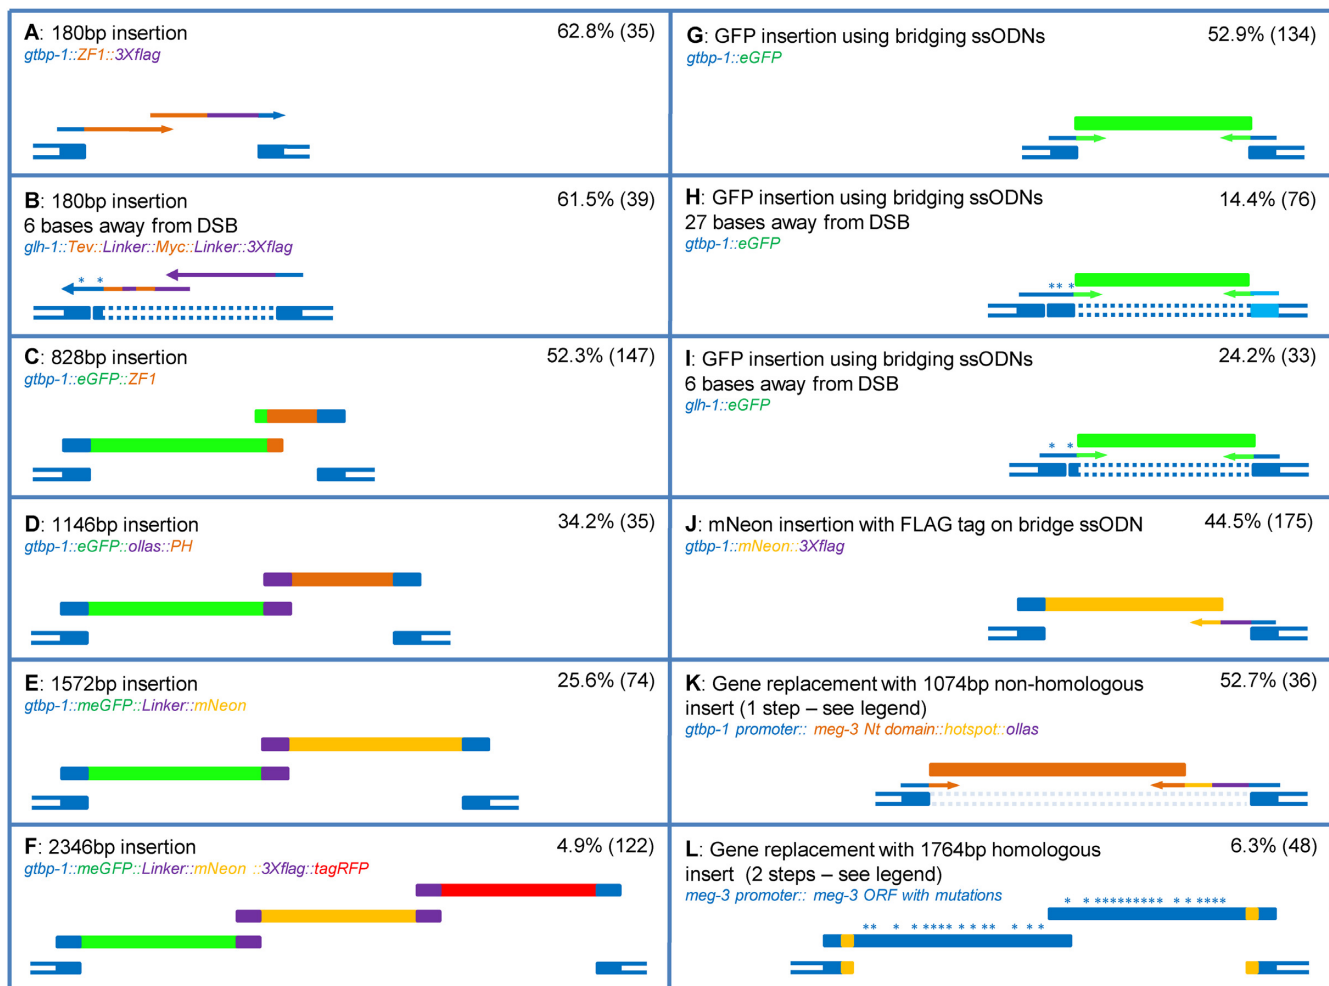 A: 180bp insertion 62.8% (35)
gtbp-1::ZF1::3Xflag
B: 180bp insertion 61.5% (39)
6 bases away from DSB
glh-1::Tev::Linker::Myc::Linker::3Xflag
* *
C: 828bp insertion 52.3% (147)
gtbp-1::eGFP::ZF1
D: 1146bp insertion 34.2% (35)
gtbp-1::eGFP::ollas::PH
E: 1572bp insertion 25.6% (74)
gtbp-1::meGFP::Linker::mNeon
F: 2346bp insertion 4.9% (122)
gtbp-1::meGFP::Linker::mNeon ::3Xflag::tagRFP
G: GFP insertion using bridging ssODNs 52.9% (134)
gtbp-1::eGFP
H: GFP insertion using bridging ssODNs 14.4% (76)
27 bases away from DSB
gtbp-1::eGFP
** *
I: GFP insertion using bridging ssODNs 24.2% (33)
6 bases away from DSB
glh-1::eGFP
* *
J: mNeon insertion with FLAG tag on bridge ssODN 44.5% (175)
gtbp-1::mNeon::3Xflag
K: Gene replacement with 1074bp non-homologous 52.7% (36)
insert (1 step – see legend)
gtbp-1 promoter:: meg-3 Nt domain::hotspot::ollas
L: Gene replacement with 1764bp homologous 6.3% (48)
insert (2 steps – see legend)
meg-3 promoter:: meg-3 ORF with mutations
* * *********** * * ****
** * * ***** * * ** * * *